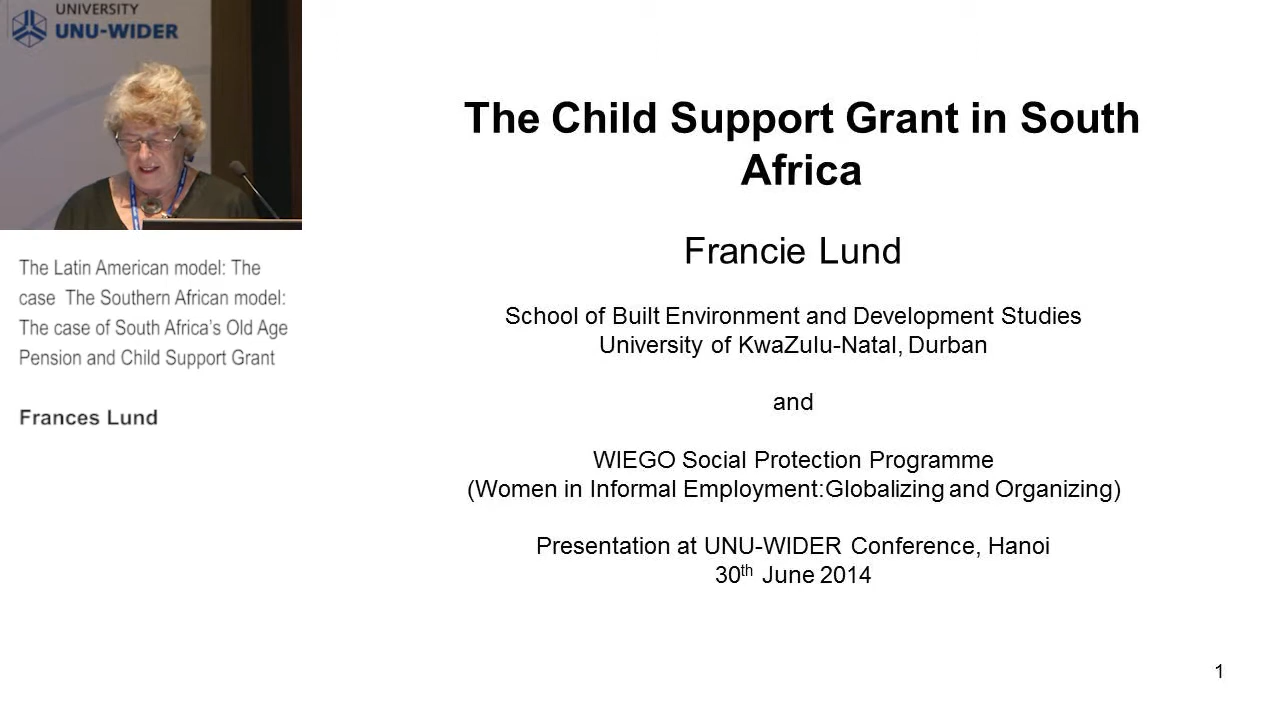 UNIVERSITY
UNU-WIDER
The Latin American model: The
case The Southern African model:
The case of South Africa's Old Age
Pension and Child Support Grant
Frances Lund
The Child Support Grant in South
Africa
Francie Lund
School of Built Environment and Development Studies
University of KwaZulu-Natal, Durban
and
WIEGO Social Protection Programme
(Women in Informal Employment:Globalizing and Organizing)
Presentation at UNU-WIDER Conference, Hanoi
30th June 2014
1